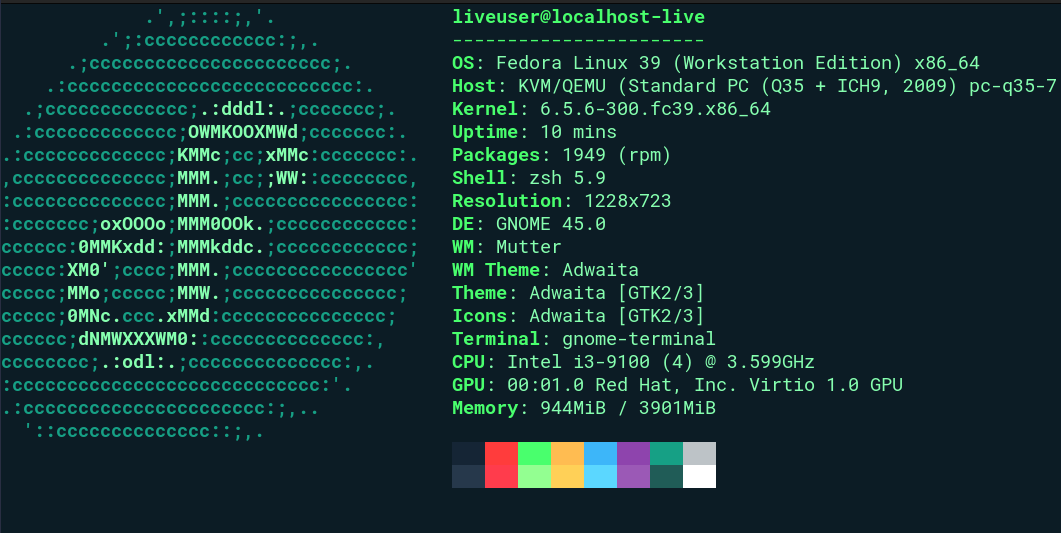 .',;::::;,'.          liveuser@localhost-live
         .';:cccccccccccc:;,.      -----------------------
      .;cccccccccccccccccccccc;.   OS: Fedora Linux 39 (Workstation Edition) x86_64
    .:cccccccccccccccccccccccccc:. Host: KVM/QEMU (Standard PC (Q35 + ICH9, 2009) pc-q35-7
  .;ccccccccccccc;.:dddl:.;ccccccc;. Kernel: 6.5.6-300.fc39.x86_64
 .:ccccccccccccc;OWMKOOXMWd;ccccccc:. Uptime: 10 mins
.:ccccccccccccc;KMMc;cc;xMMc:ccccccc:. Packages: 1949 (rpm)
,cccccccccccccc;MMM.;cc;;WW::cccccccc, Shell: zsh 5.9
:cccccccccccccc;MMM.;cccccccccccccccc: Resolution: 1228x723
:ccccccc;oxOOOo;MMM0OOk.;cccccccccccc: DE: GNOME 45.0
cccccc:0MMKxdd:;MMMkddc.;cccccccccccc; WM: Mutter
ccccc:XM0';cccc;MMM.;cccccccccccccccc' WM Theme: Adwaita
ccccc;MMo;ccccc;MMW.;ccccccccccccccc; Theme: Adwaita [GTK2/3]
ccccc;0MNc.ccc.xMMd:ccccccccccccccc; Icons: Adwaita [GTK2/3]
cccccc;dNMWXXXWM0::cccccccccccccc:, Terminal: gnome-terminal
cccccccc;.:odl:.;cccccccccccccc:,. CPU: Intel i3-9100 (4) @ 3.599GHz
:cccccccccccccccccccccccccccc:'. GPU: 00:01.0 Red Hat, Inc. Virtio 1.0 GPU
.:cccccccccccccccccccccc:;,.. Memory: 944MiB / 3901MiB
  '::cccccccccccccc::;,.